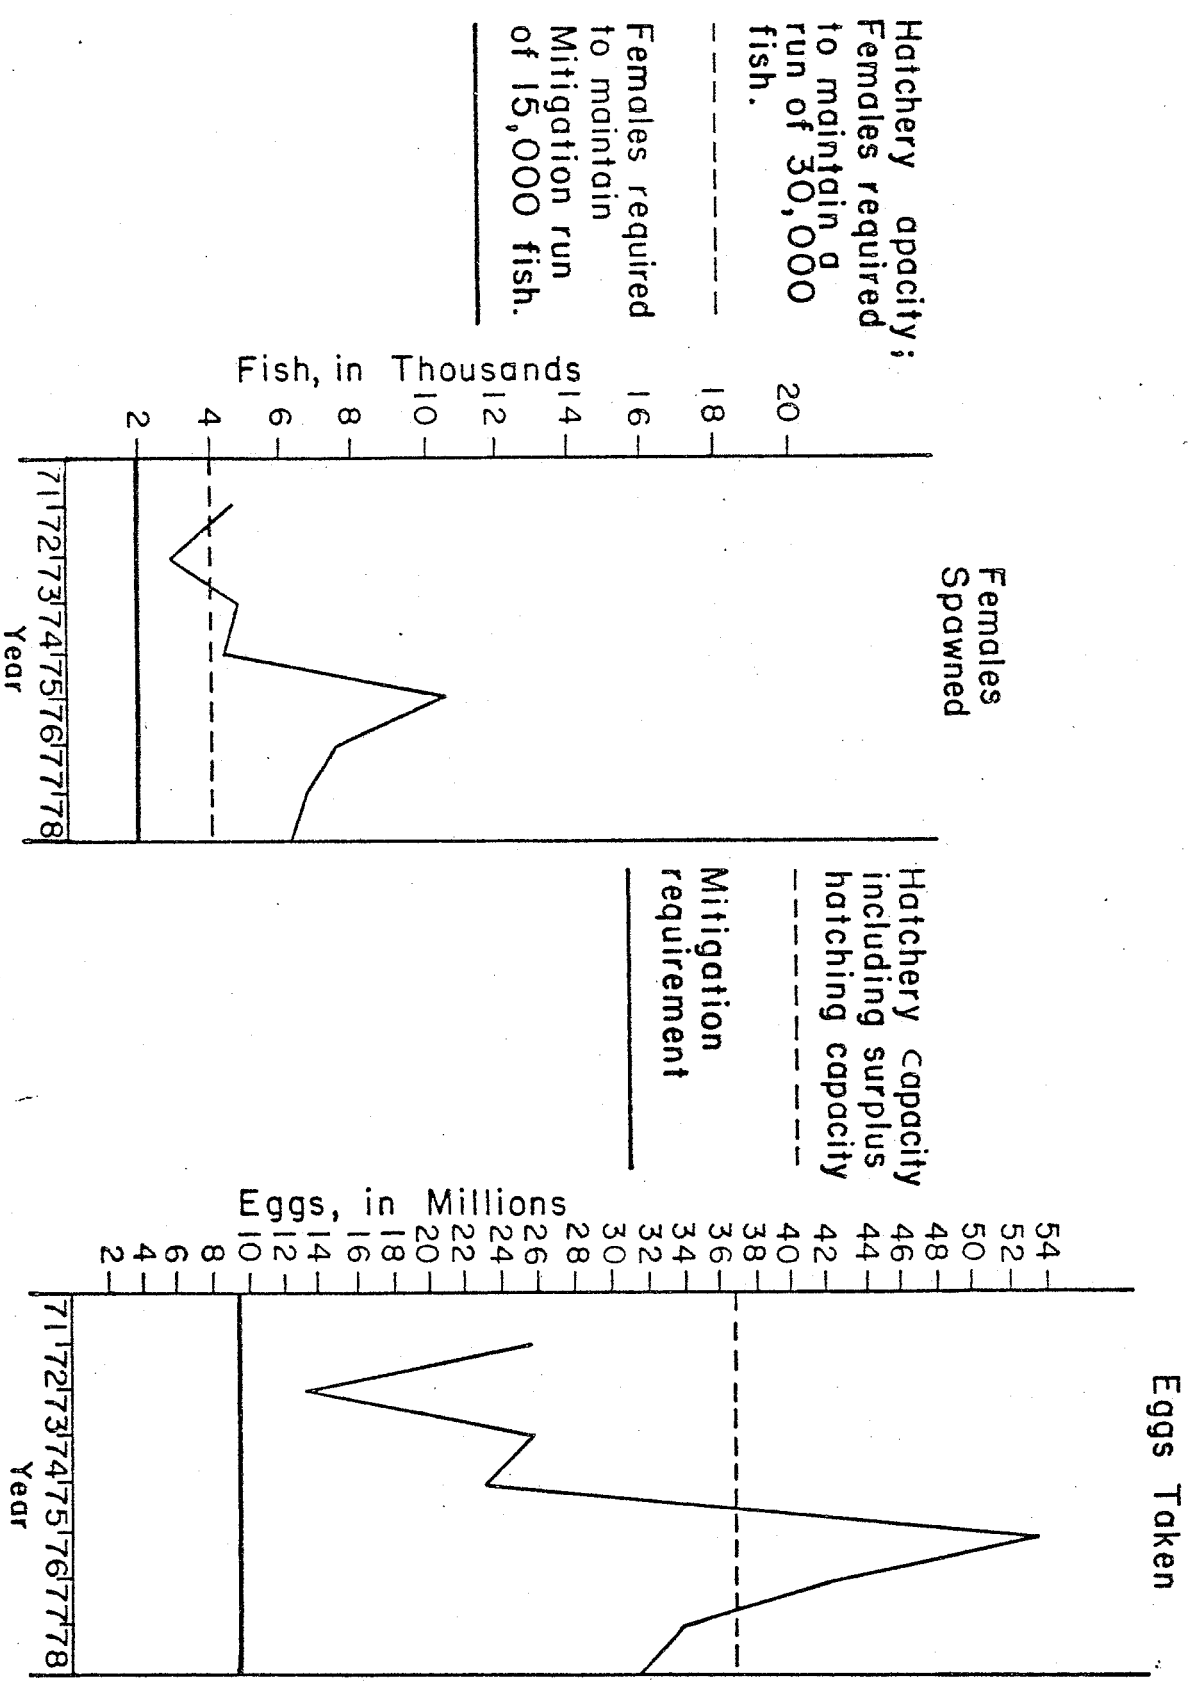 Females
Spawned
Hatchery apacity;
Females required
to maintain a
run of 30,000
fish.
Females required
to maintain
Mitigation run
of 15,000 fish.
Fish, in Thousands
20
18
16
14
12
10
8
6
4
2
71 72 73 74 75 76 77 78
Year
Eggs Taken
Hatchery capacity
including surplus
hatching capacity
Mitigation
requirement
Eggs, in Millions
54
52
50
48
46
44
42
40
38
36
34
32
30
28
26
24
22
20
18
16
14
12
10
8
6
4
2
71 72 73 74 75 76 77 78
Year